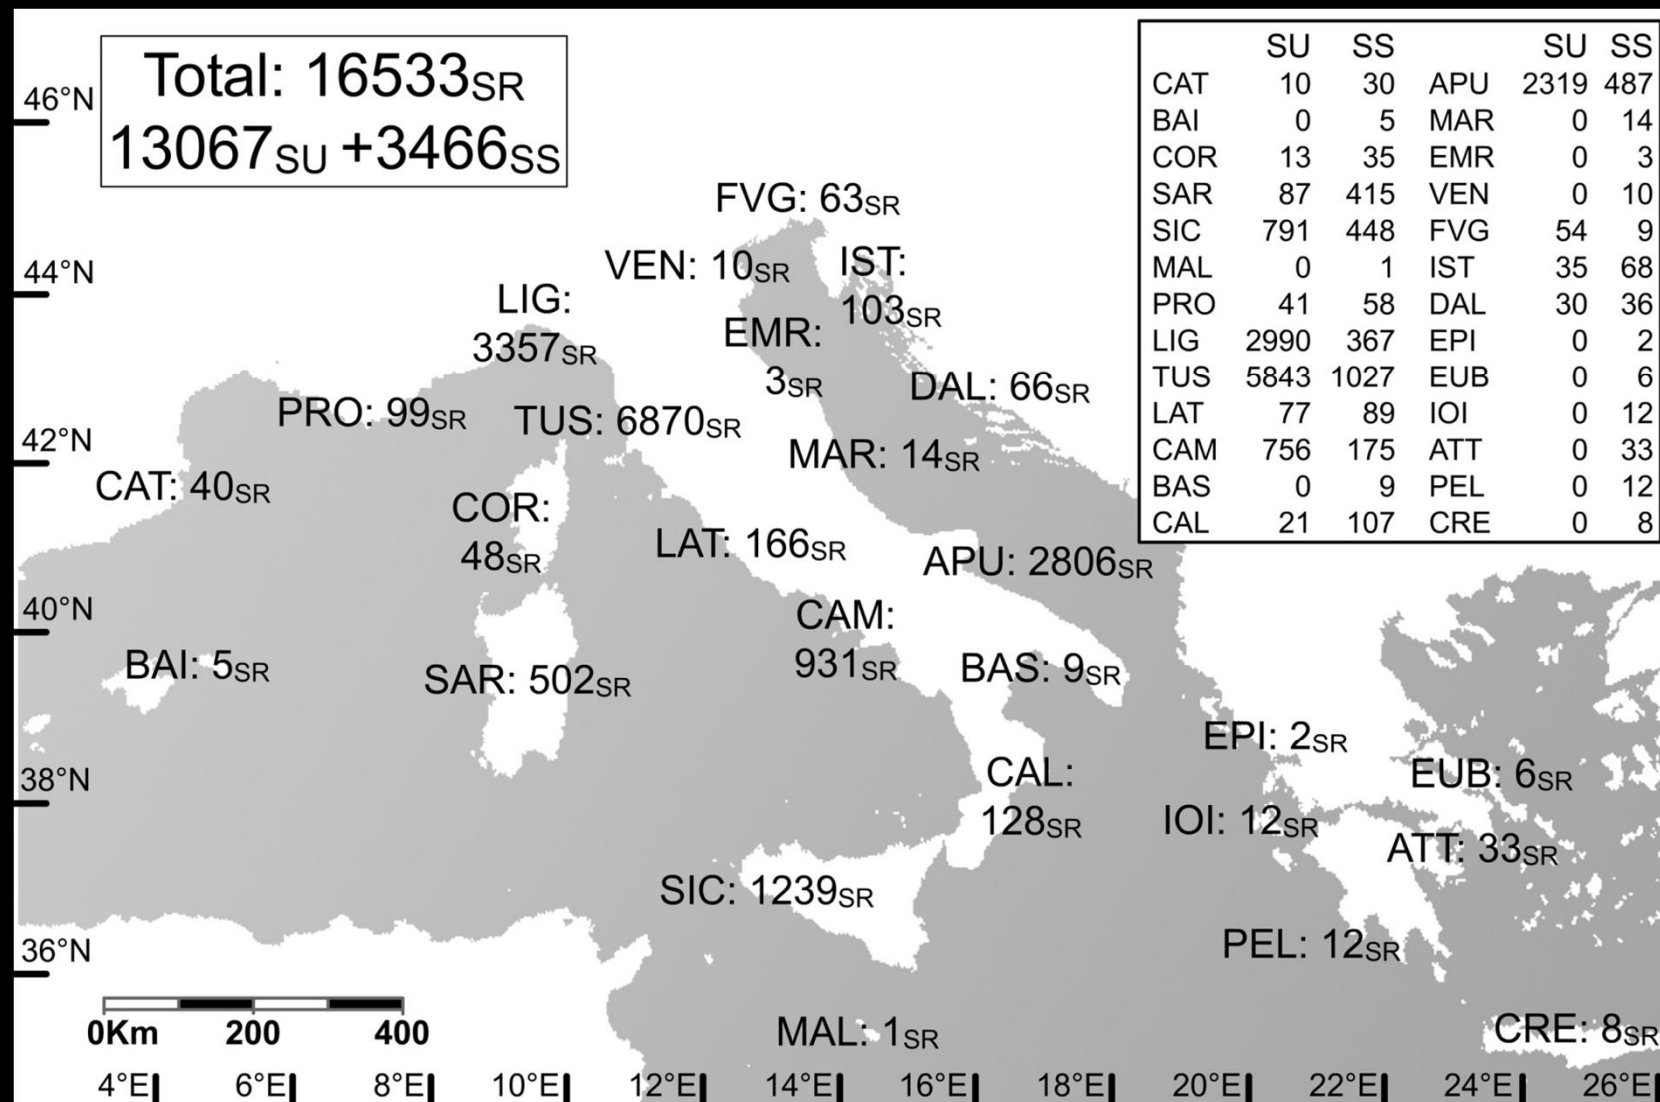 Total: 16533SR
13067SU +3466SS
SU SS SU SS
CAT 10 30 APU 2319 487
BAI 0 5 MAR 0 14
COR 13 35 EMR 0 3
SAR 87 415 VEN 0 10
SIC 791 448 FVG 54 9
MAL 0 1 IST 35 68
PRO 41 58 DAL 30 36
LIG 2990 367 EPI 0 2
TUS 5843 1027 EUB 0 6
LAT 77 89 IOI 0 12
CAM 756 175 ATT 0 33
BAS 0 9 PEL 0 12
CAL 21 107 CRE 0 8
46°N
44°N
42°N
40°N
38°N
36°N
FVG: 63SR
VEN: 10SR
IST:
103SR
LIG:
3357SR
EMR:
3SR
DAL: 66SR
PRO: 99SR
TUS: 6870SR
MAR: 14SR
CAT: 40SR
COR:
48SR
LAT: 166SR
APU: 2806SR
CAM:
931SR
BAI: 5SR
SAR: 502SR
BAS: 9SR
EPI: 2SR
CAL:
128SR
EUB: 6SR
IOI: 12SR
ATT: 33SR
SIC: 1239SR
PEL: 12SR
MAL: 1SR
CRE: 8SR
0Km 200 400
4°E 6°E 8°E 10°E 12°E 14°E 16°E 18°E 20°E 22°E 24°E 26°E